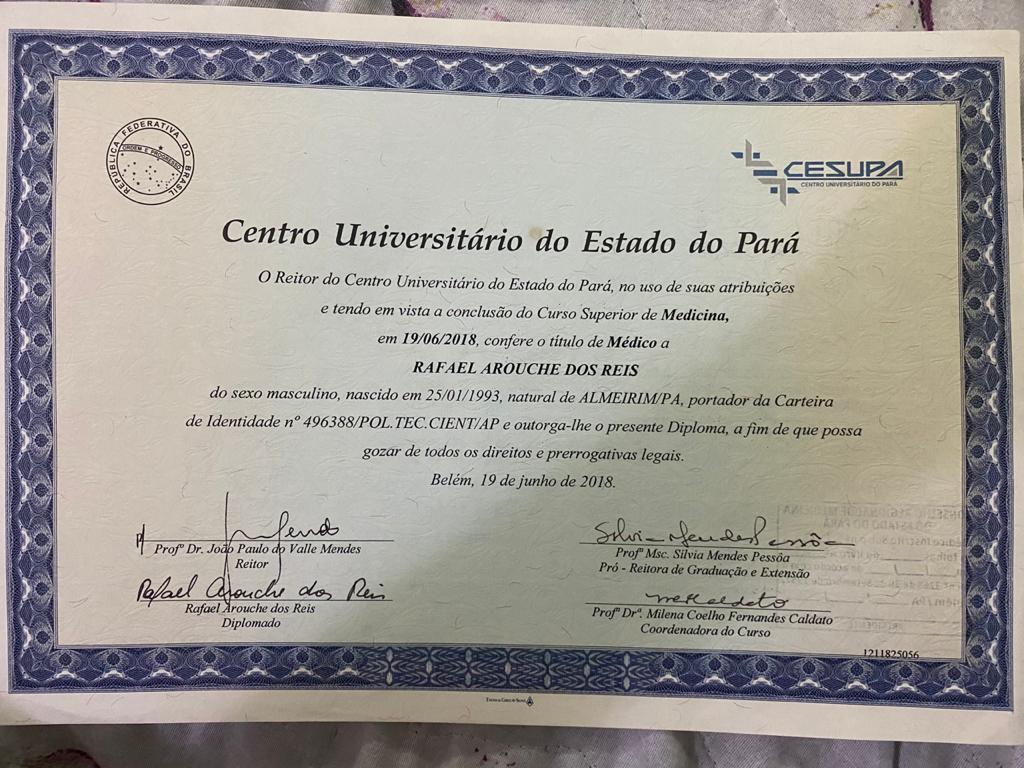 REPÚBLICA FEDERATIVA DO BRASIL
ORDEM E PROGRESSO
CESUPA
CENTRO UNIVERSITÁRIO DO PARÁ
Centro Universitário do Estado do Pará
O Reitor do Centro Universitário do Estado do Pará, no uso de suas atribuições
e tendo em vista a conclusão do Curso Superior de Medicina,
em 19/06/2018, confere o título de Médico a
RAFAEL AROUCHE DOS REIS
do sexo masculino, nascido em 25/01/1993, natural de ALMEIRIM/PA, portador da Carteira
de Identidade nº 496388/POL.TEC.CIENT/AP e outorga-lhe o presente Diploma, a fim de que possa
gozar de todos os direitos e prerrogativas legais.
Belém, 19 de junho de 2018.
Profº Dr. João Paulo do Valle Mendes
Reitor
Rafael Arouche dos Reis
Rafael Arouche dos Reis
Diplomado
Silvia Mendes Pessôa
Profª Msc. Silvia Mendes Pessôa
Pró - Reitora de Graduação e Extensão
Profª Drª. Milena Coelho Fernandes Caldato
Coordenadora do Curso
1211825056